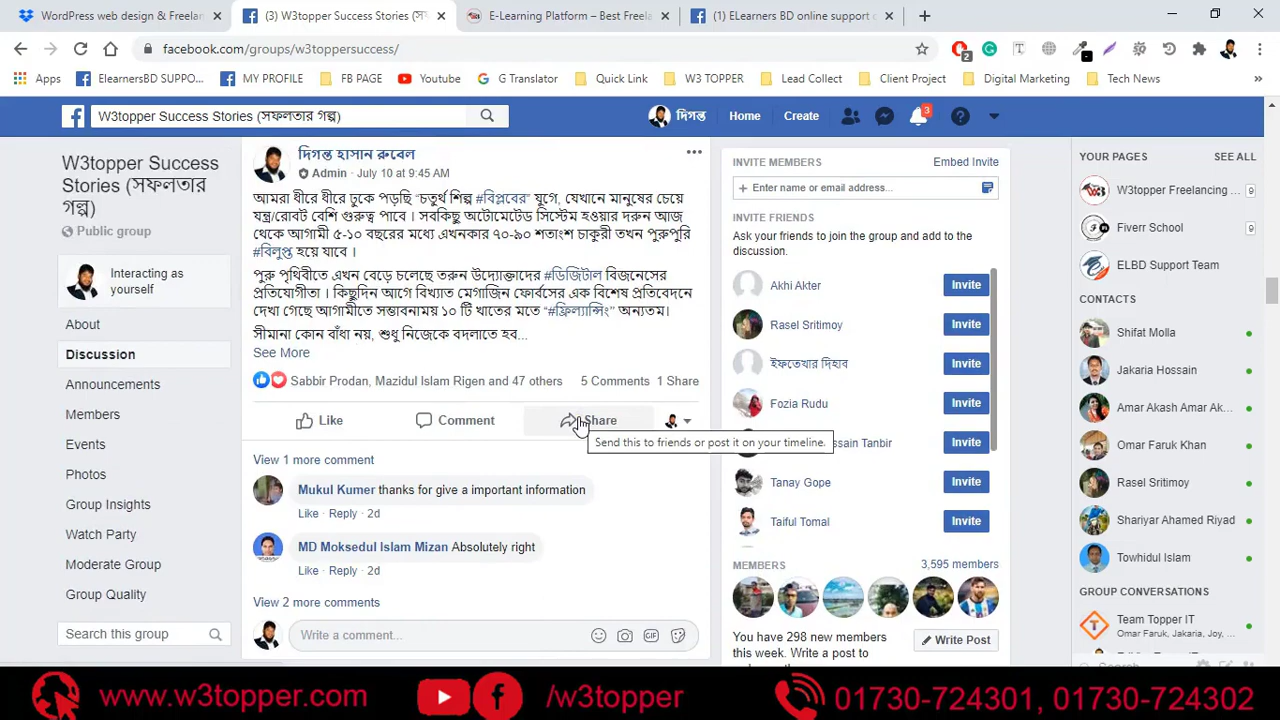 WordPress web design & Freelan
(3) W3topper Success Stories (সফ
E-Learning Platform – Best Freela
(1) ELearners BD online support c
facebook.com/groups/w3toppersuccess/
Apps
ElearnersBD SUPPO...
MY PROFILE
FB PAGE
Youtube
G Translator
Quick Link
W3 TOPPER
Lead Collect
Client Project
Digital Marketing
Tech News
W3topper Success Stories (সফলতার গল্প)
দিগন্ত
Home
Create
3
W3topper Success
Stories (সফলতার
গল্প)
Public group
Interacting as
yourself
About
Discussion
Announcements
Members
Events
Photos
Group Insights
Watch Party
Moderate Group
Group Quality
Search this group
দিগন্ত হাসান রুবেল
Admin · July 10 at 9:45 AM
আমরা ধীরে ধীরে ঢুকে পড়ছি “চতুর্থ শিল্প #বিপ্লবের” যুগে, যেখানে মানুষের চেয়ে
যন্ত্র/রোবট বেশি গুরুত্ব পাবে । সবকিছু অটোমেটেড সিস্টেম হওয়ার দরুন আজ
থেকে আগামী ৫-১০ বছরের মধ্যে এখনকার ৭০-৯০ শতাংশ চাকুরী তখন পুরুপুরি
#বিলুপ্ত হয়ে যাবে ।
পুরু পৃথিবীতে এখন বেড়ে চলেছে তরুন উদ্যোক্তাদের #ডিজিটাল বিজনেসের
প্রতিযোগীতা । কিছুদিন আগে বিখ্যাত মেগাজিন ফোর্বসের এক বিশেষ প্রতিবেদনে
দেখা গেছে আগামীতে সম্ভাবনাময় ১০ টি খাতের মতে “#ফ্রিল্যান্সিং” অন্যতম।
সীমানা কোন বাঁধা নয়, শুধু নিজেকে বদলাতে হব...
See More
Sabbir Prodan, Mazidul Islam Rigen and 47 others
5 Comments 1 Share
Like
Comment
Share
Send this to friends or post it on your timeline.
View 1 more comment
Mukul Kumer thanks for give a important information
Like · Reply · 2d
MD Moksedul Islam Mizan Absolutely right
Like · Reply · 2d
View 2 more comments
Write a comment...
GIF
INVITE MEMBERS
Embed Invite
+ Enter name or email address...
INVITE FRIENDS
Ask your friends to join the group and add to the
discussion.
Akhi Akter
Invite
Rasel Sritimoy
Invite
ইফতেখার দিহাব
Invite
Fozia Rudu
Invite
ssain Tanbir
Invite
Tanay Gope
Invite
Taiful Tomal
Invite
MEMBERS
3,595 members
You have 298 new members
this week. Write a post to
Write Post
YOUR PAGES
SEE ALL
W3topper Freelancing ...
9
Fiverr School
9
ELBD Support Team
CONTACTS
Shifat Molla
Jakaria Hossain
Amar Akash Amar Ak...
Omar Faruk Khan
Rasel Sritimoy
Shariyar Ahamed Riyad
Towhidul Islam
GROUP CONVERSATIONS
Team Topper IT
Omar Faruk, Jakaria, Joy, ...
Search
www.w3topper.com
/w3topper
01730-724301, 01730-724302